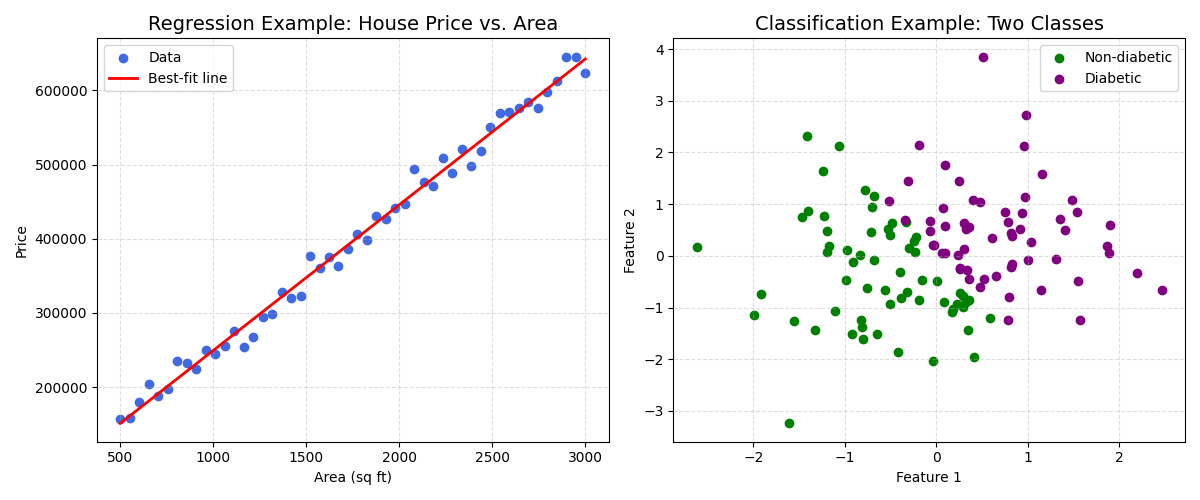 Regression Example: House Price vs. Area
Data
Best-fit line
600000
500000
400000
300000
200000
Price
500 1000 1500 2000 2500 3000
Area (sq ft)
Classification Example: Two Classes
Non-diabetic
Diabetic
4
3
2
1
0
−1
−2
−3
Feature 2
−2 −1 0 1 2
Feature 1